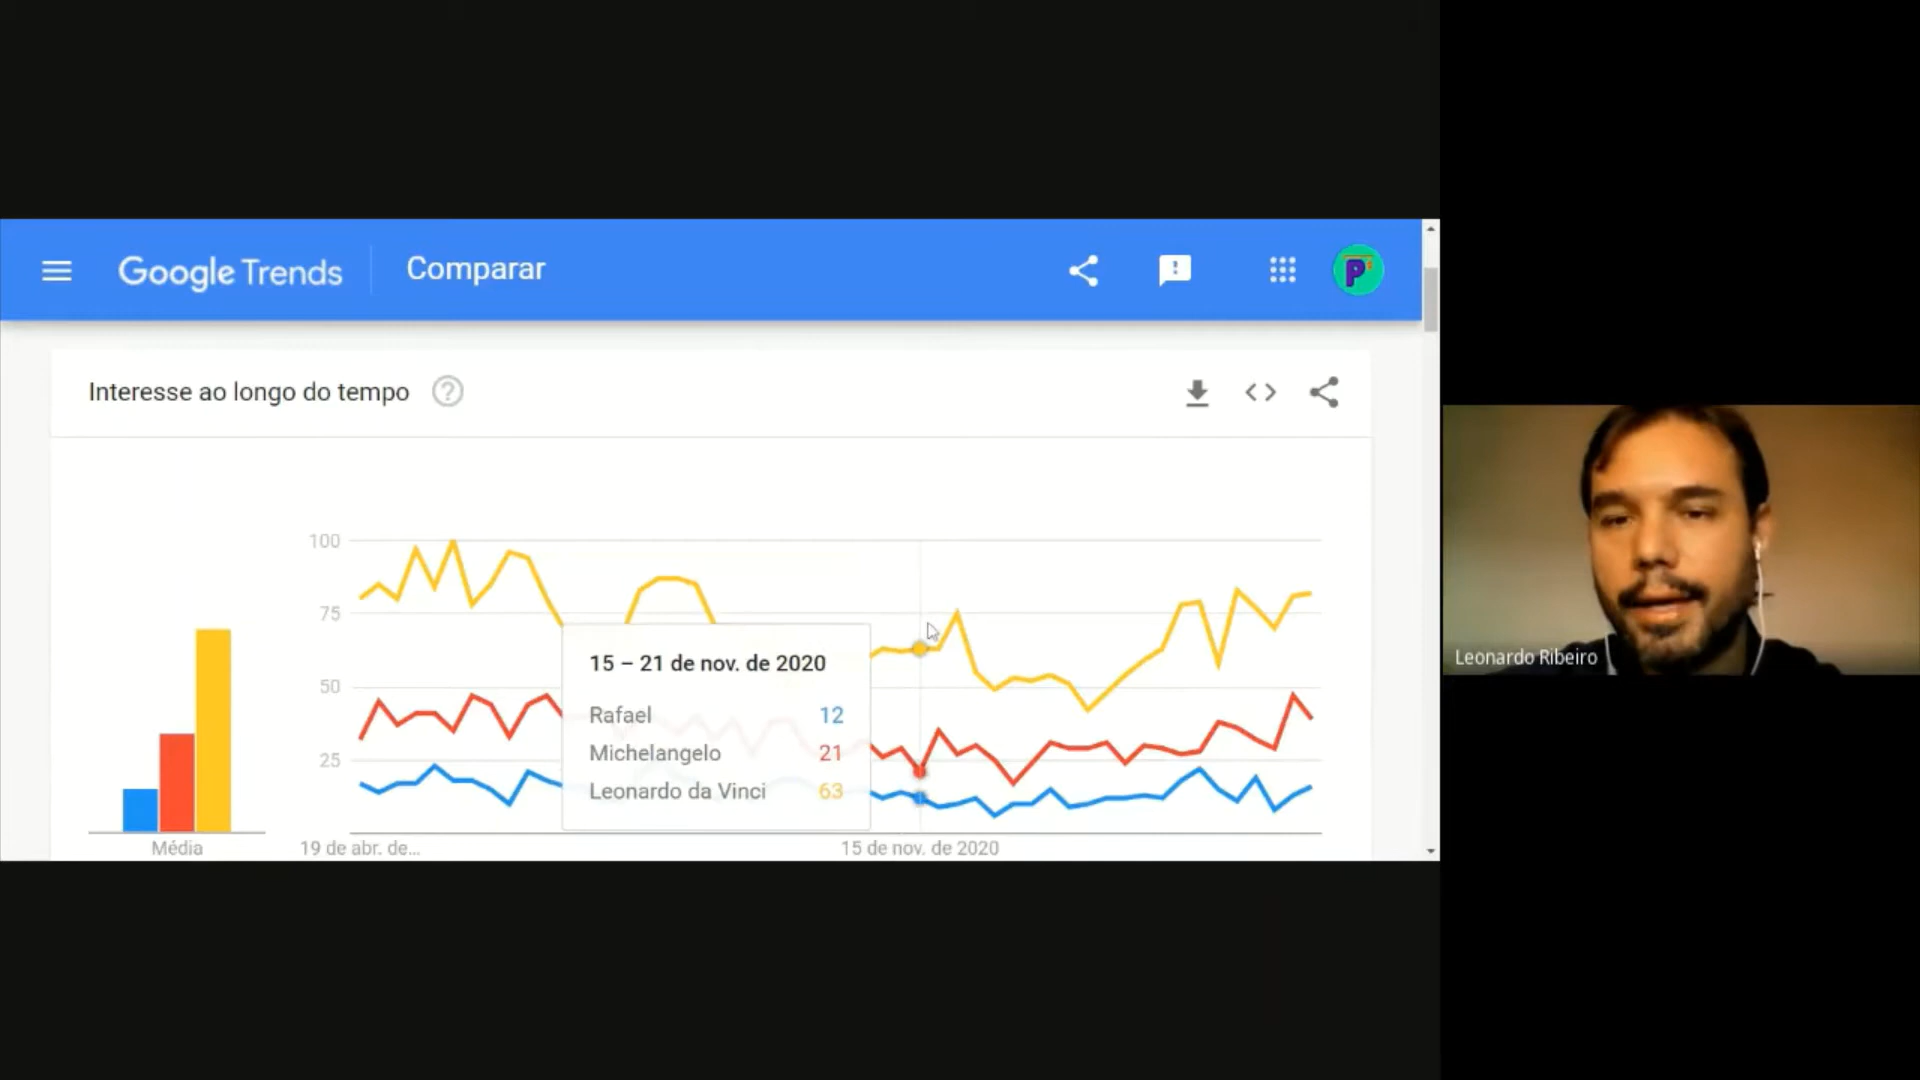 Google Trends
Comparar
P
Interesse ao longo do tempo
100
75
50
25
15 – 21 de nov. de 2020
Rafael 12
Michelangelo 21
Leonardo da Vinci 63
Média
19 de abr. de...
15 de nov. de 2020
Leonardo Ribeiro